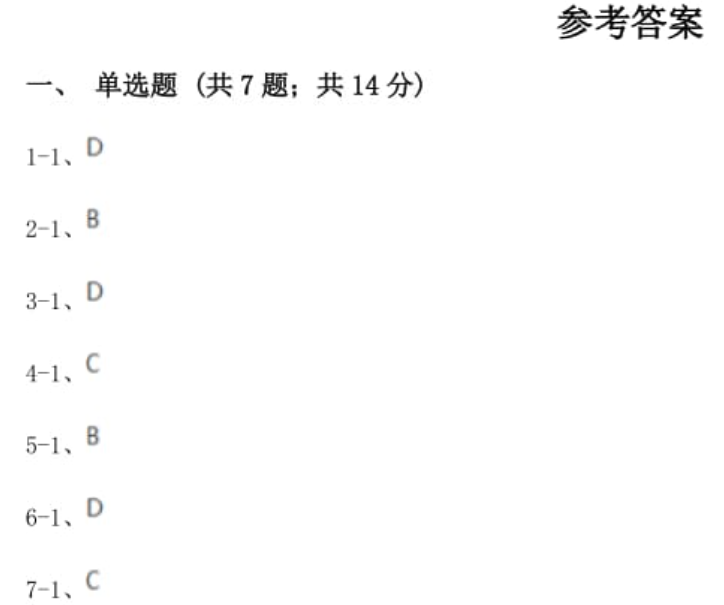 参考答案
一、 单选题 (共 7 题；共 14 分)
1-1、D
2-1、B
3-1、D
4-1、C
5-1、B
6-1、D
7-1、C